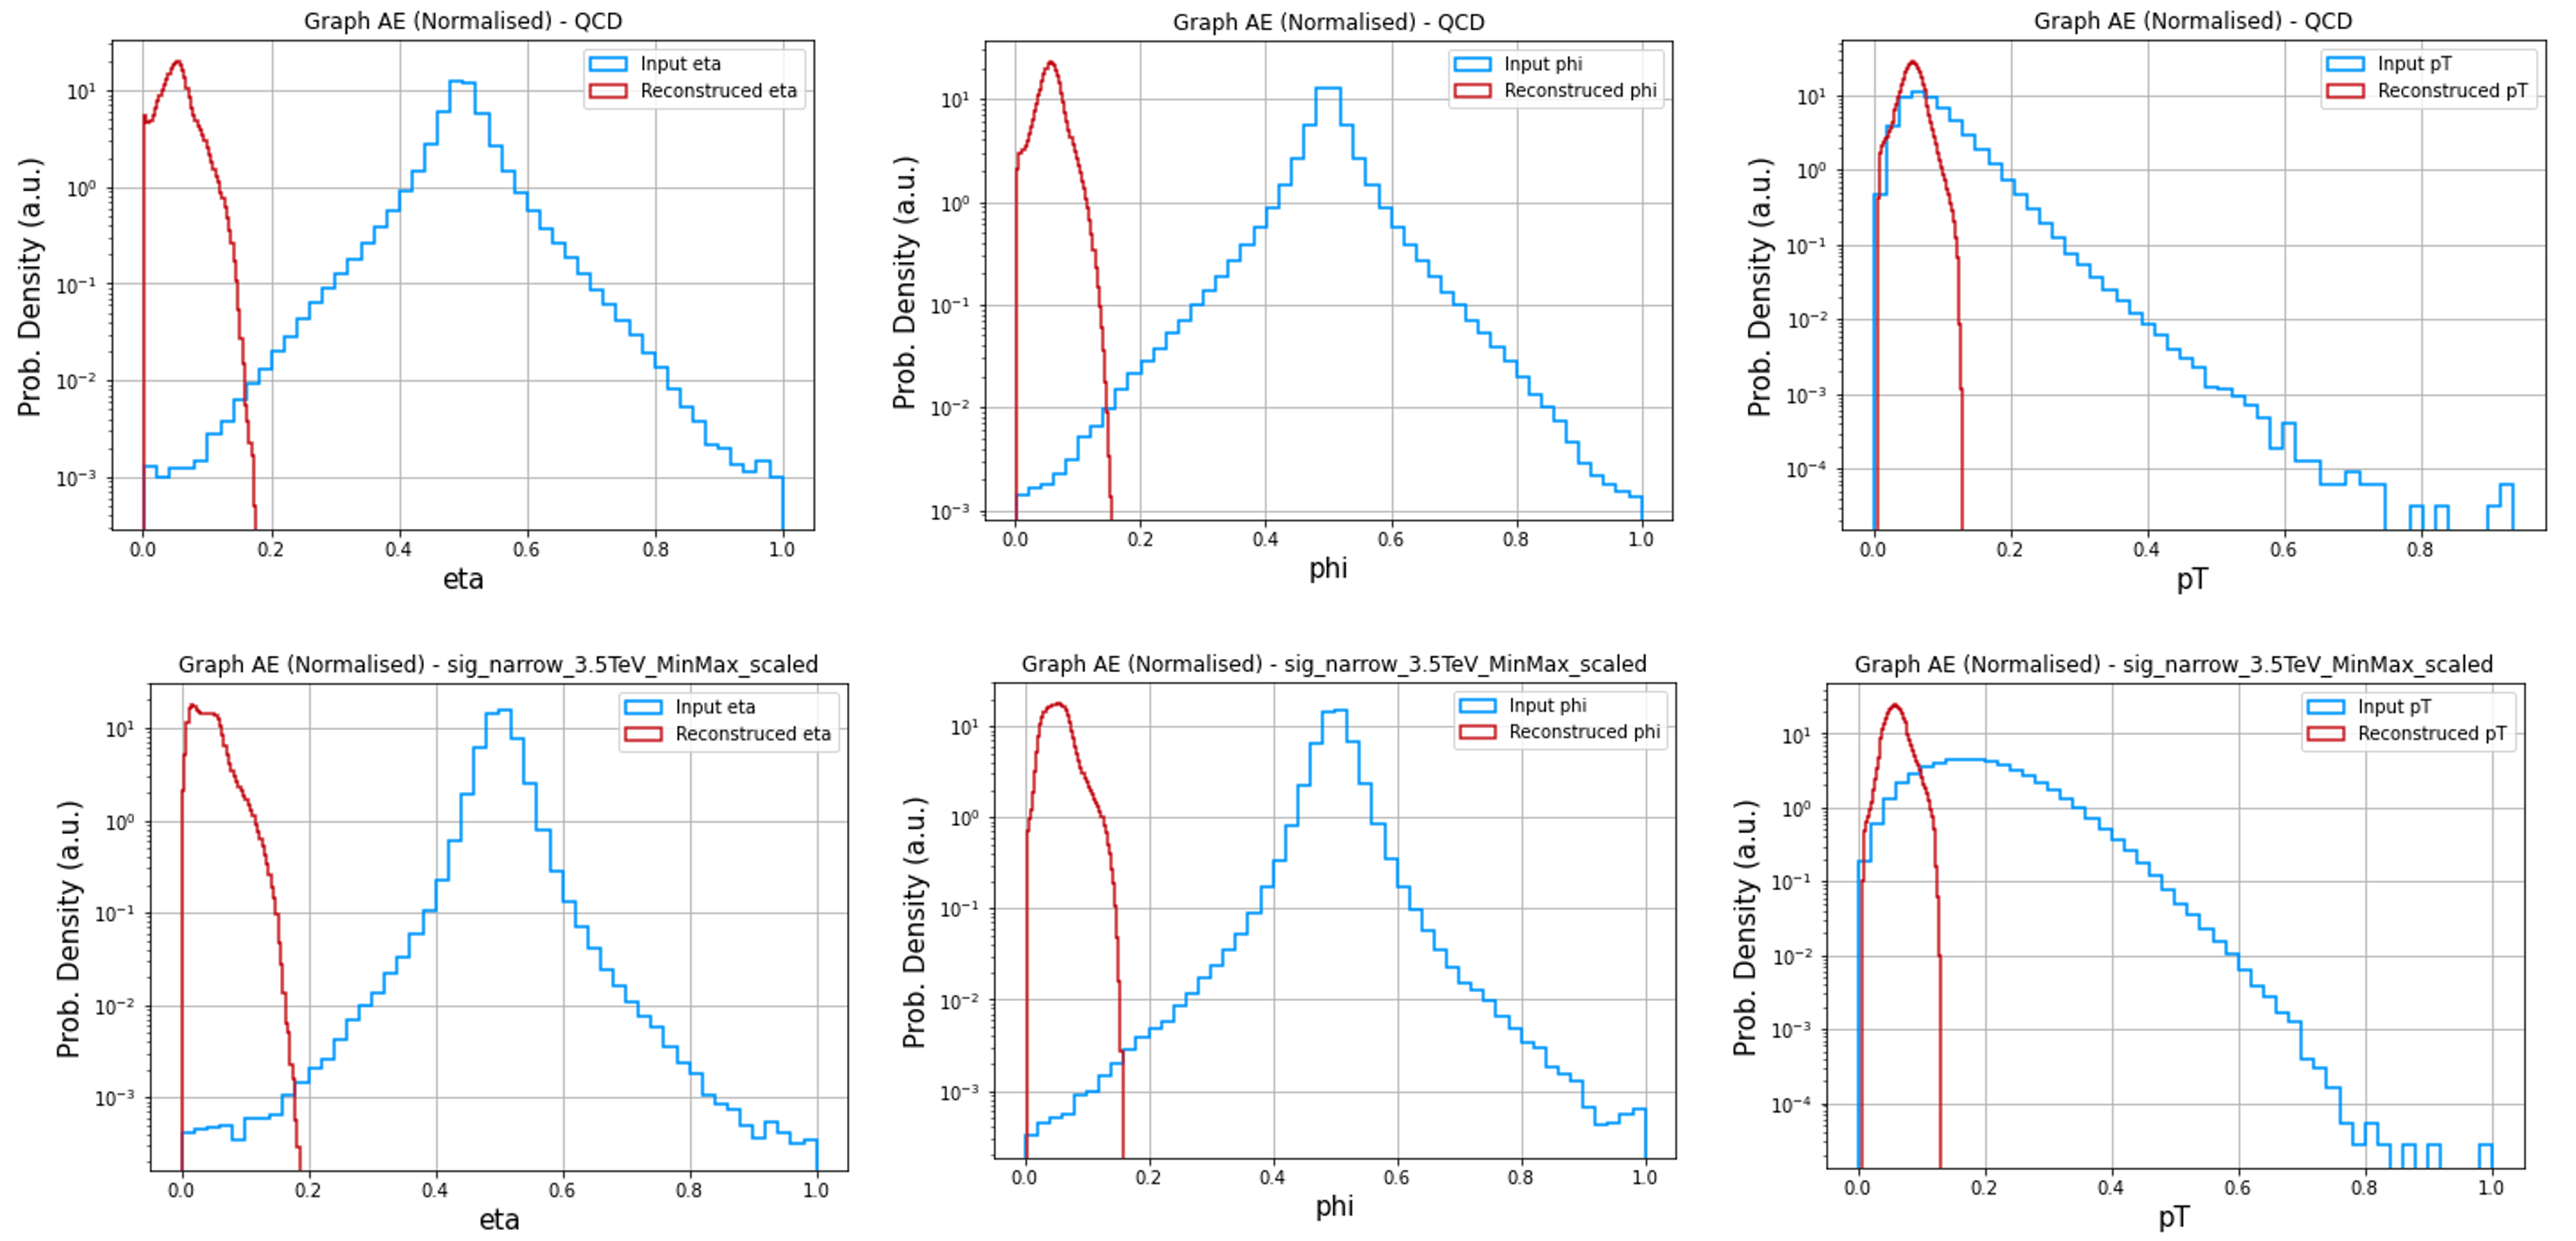 Graph AE (Normalised) - QCD
Input eta
Reconstruced eta
Prob. Density (a.u.)
10¹
10⁰
10⁻¹
10⁻²
10⁻³
0.0 0.2 0.4 0.6 0.8 1.0
eta
Graph AE (Normalised) - QCD
Input phi
Reconstruced phi
Prob. Density (a.u.)
10¹
10⁰
10⁻¹
10⁻²
10⁻³
0.0 0.2 0.4 0.6 0.8 1.0
phi
Graph AE (Normalised) - QCD
Input pT
Reconstruced pT
Prob. Density (a.u.)
10¹
10⁰
10⁻¹
10⁻²
10⁻³
10⁻⁴
0.0 0.2 0.4 0.6 0.8
pT
Graph AE (Normalised) - sig_narrow_3.5TeV_MinMax_scaled
Input eta
Reconstruced eta
Prob. Density (a.u.)
10¹
10⁰
10⁻¹
10⁻²
10⁻³
0.0 0.2 0.4 0.6 0.8 1.0
eta
Graph AE (Normalised) - sig_narrow_3.5TeV_MinMax_scaled
Input phi
Reconstruced phi
Prob. Density (a.u.)
10¹
10⁰
10⁻¹
10⁻²
10⁻³
0.0 0.2 0.4 0.6 0.8 1.0
phi
Graph AE (Normalised) - sig_narrow_3.5TeV_MinMax_scaled
Input pT
Reconstruced pT
Prob. Density (a.u.)
10¹
10⁰
10⁻¹
10⁻²
10⁻³
10⁻⁴
0.0 0.2 0.4 0.6 0.8 1.0
pT